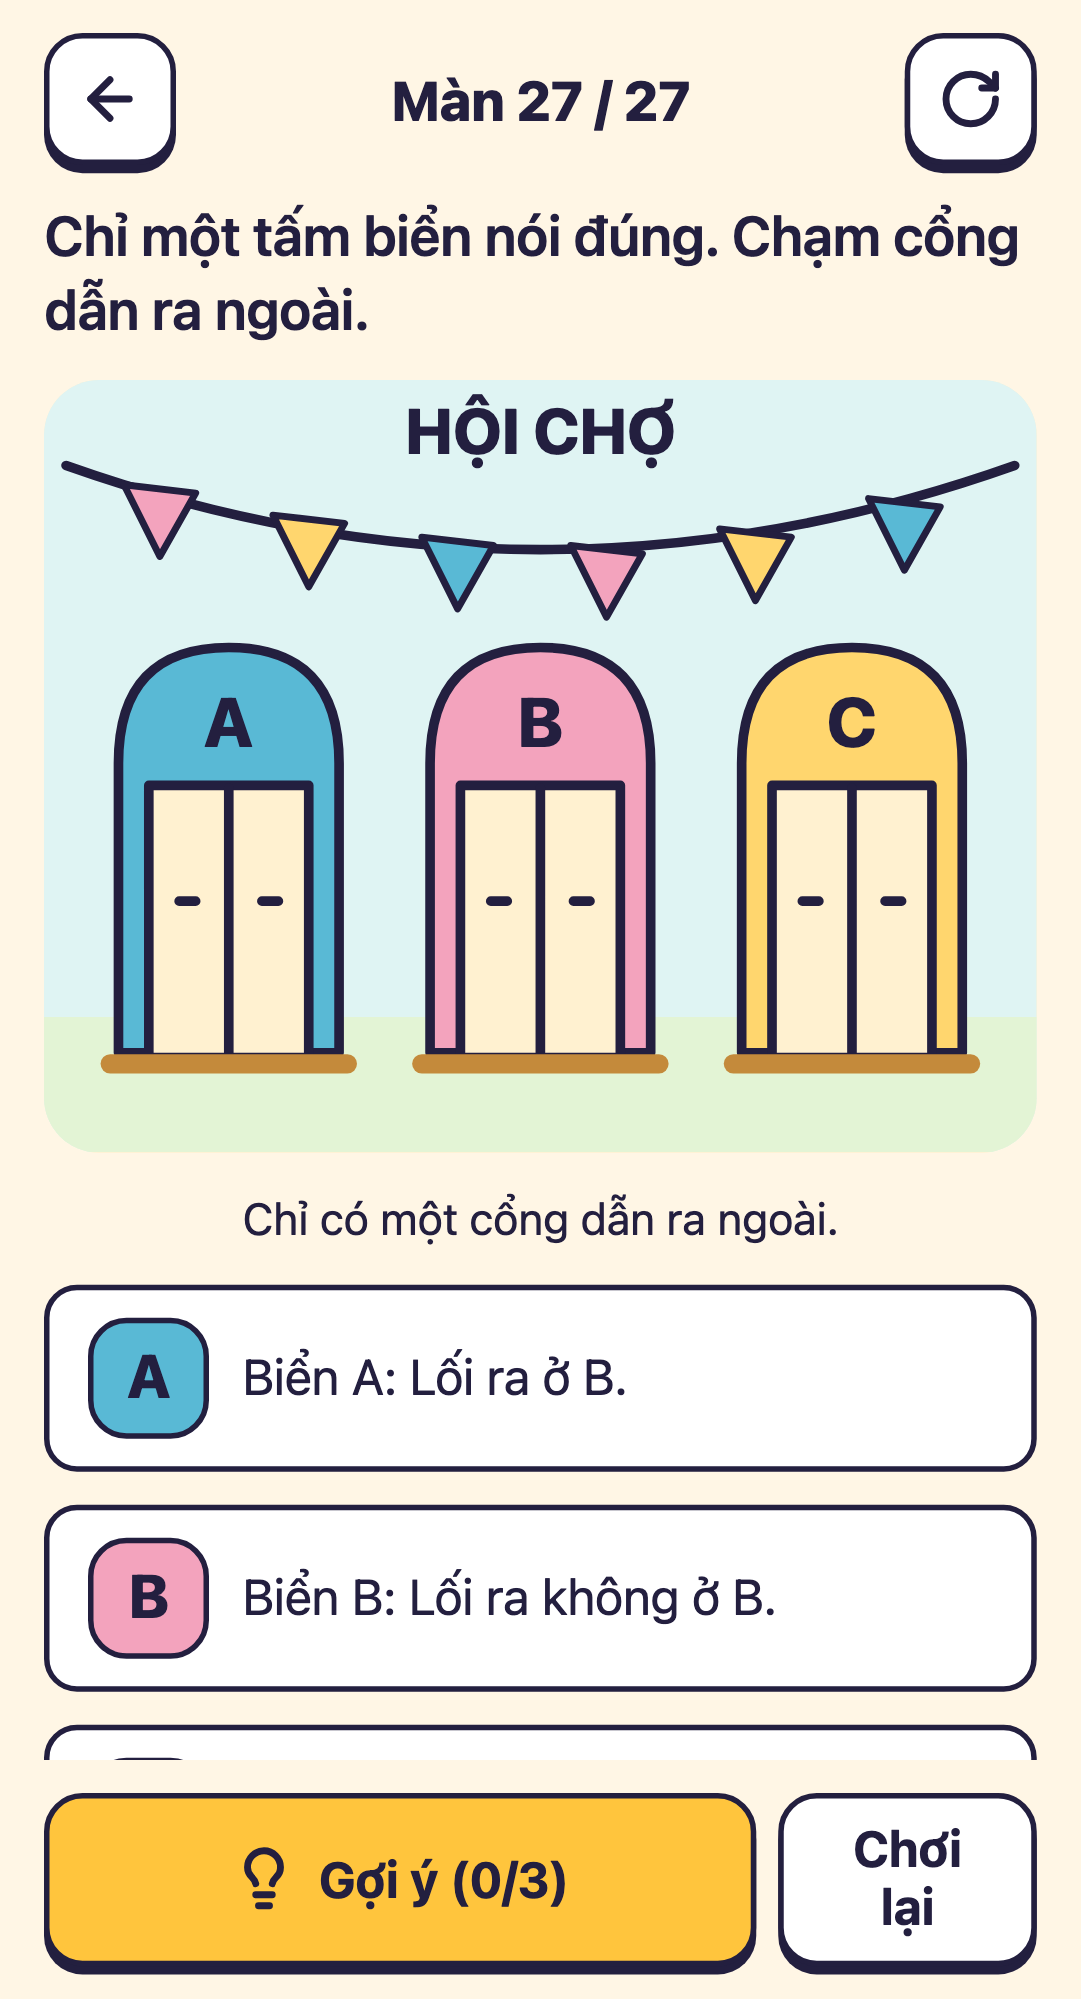 Màn 27 / 27
Chỉ một tấm biển nói đúng. Chạm cổng
dẫn ra ngoài.
HỘI CHỢ
A
B
C
Chỉ có một cổng dẫn ra ngoài.
A
Biển A: Lối ra ở B.
B
Biển B: Lối ra không ở B.
Gợi ý (0/3)
Chơi
lại